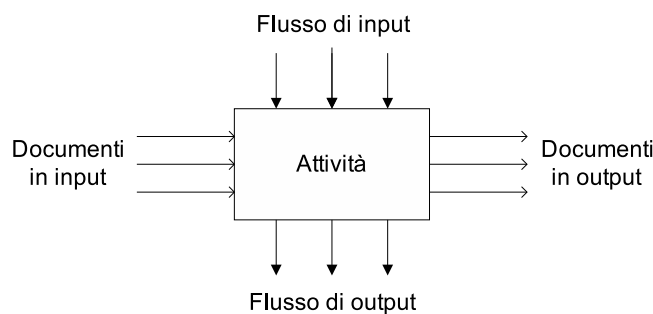 Flusso di input
Documenti
in input
Attività
Documenti
in output
Flusso di output